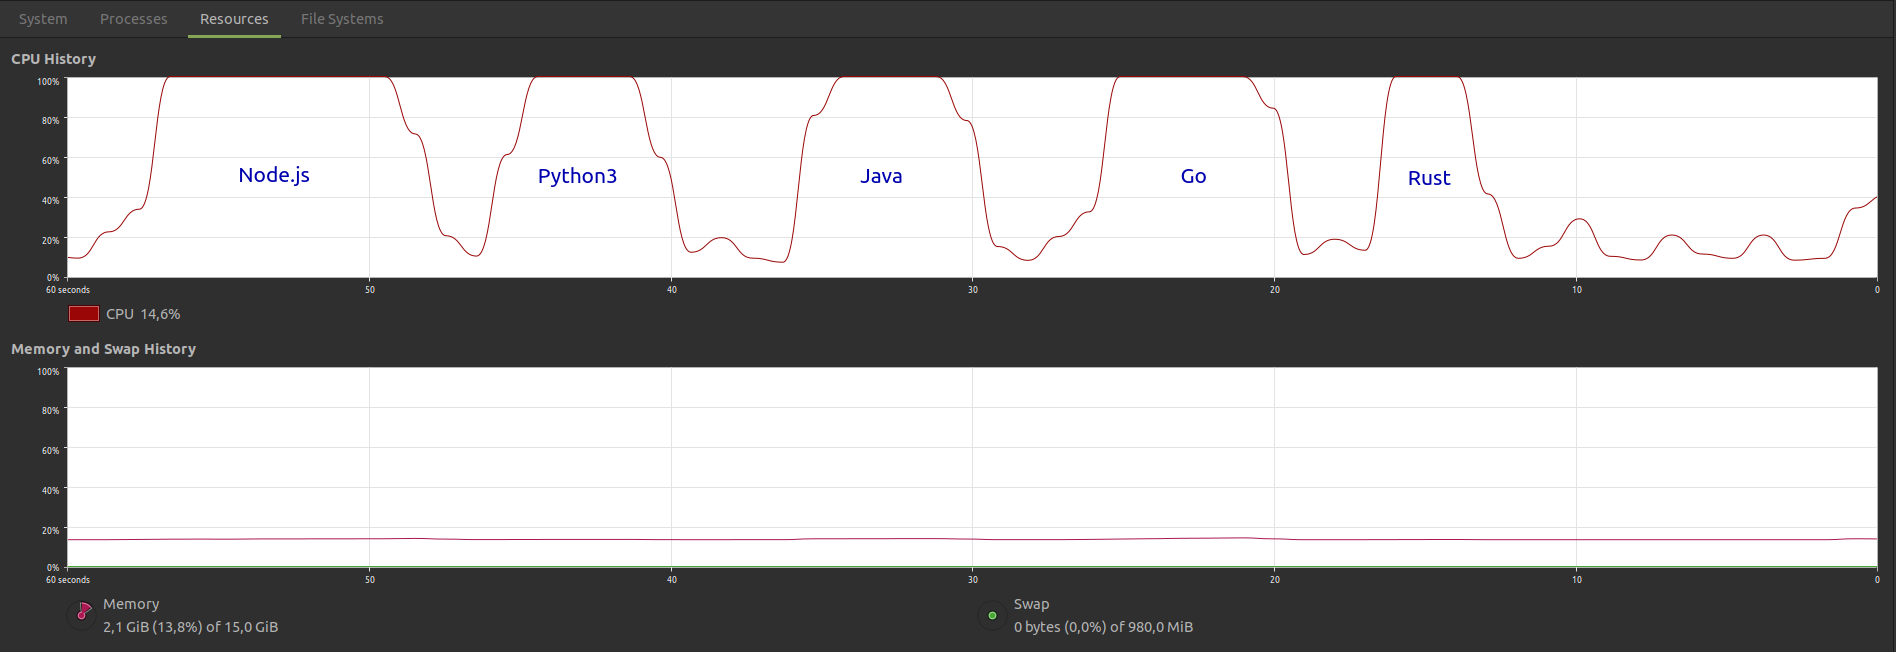 System Processes Resources File Systems
CPU History
100%
80%
60%
40%
20%
0%
Node.js Python3 Java Go Rust
60 seconds 50 40 30 20 10 0
CPU 14,6%
Memory and Swap History
100%
80%
60%
40%
20%
0%
60 seconds 50 40 30 20 10 0
Memory Swap
2,1 GiB (13,8%) of 15,0 GiB 0 bytes (0,0%) of 980,0 MiB